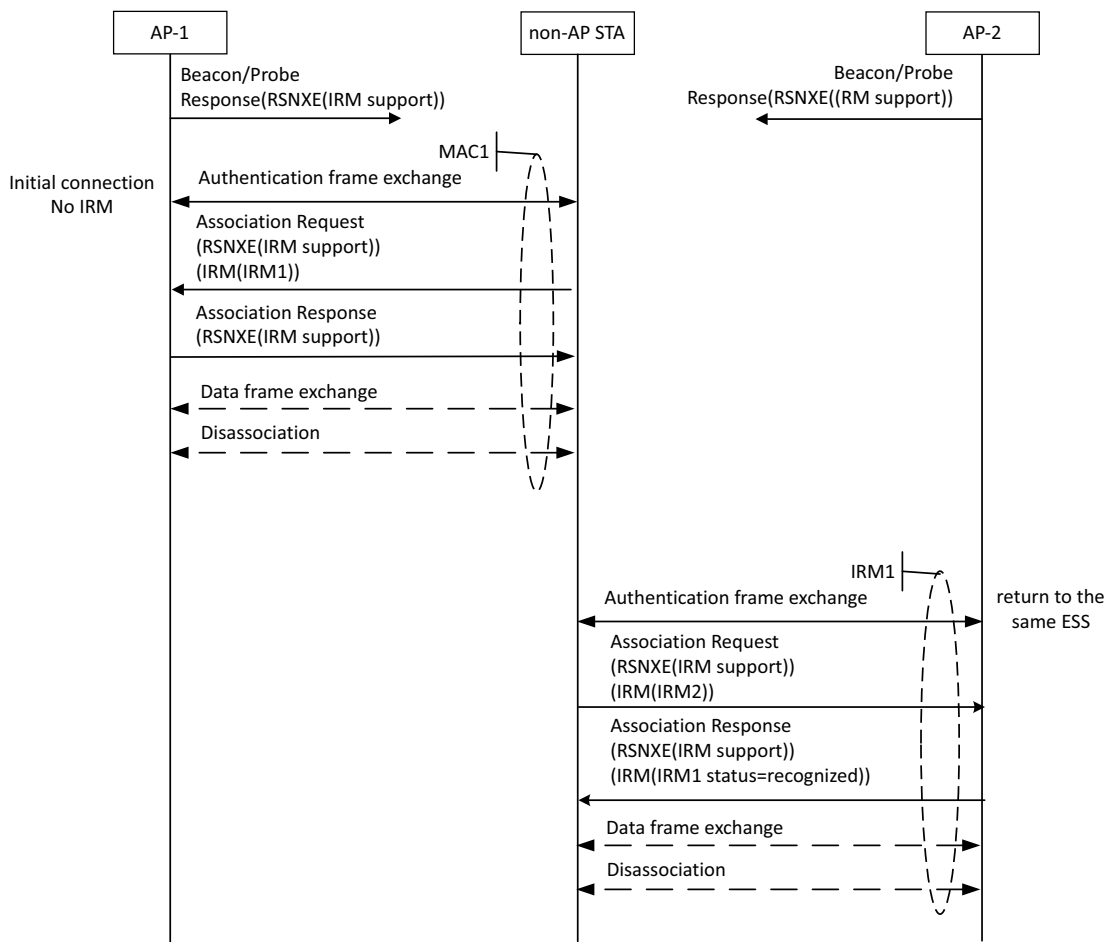 AP-1
non-AP STA
AP-2
Beacon/Probe
Response(RSNXE(IRM support))
Beacon/Probe
Response(RSNXE((RM support))
MAC1
Initial connection
No IRM
Authentication frame exchange
Association Request
(RSNXE(IRM support))
(IRM(IRM1))
Association Response
(RSNXE(IRM support))
Data frame exchange
Disassociation
IRM1
Authentication frame exchange
return to the
same ESS
Association Request
(RSNXE(IRM support))
(IRM(IRM2))
Association Response
(RSNXE(IRM support))
(IRM(IRM1 status=recognized))
Data frame exchange
Disassociation